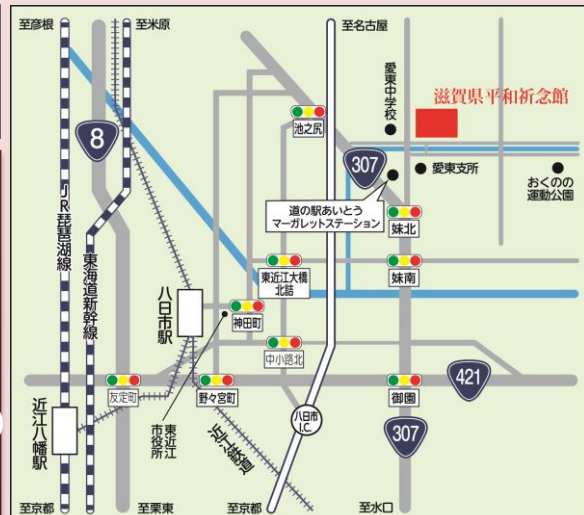 至彦根
至米原
至名古屋
滋賀県平和祈念館
愛東中学校
池之尻
8
307
愛東支所
おくのの
運動公園
道の駅あいとう
マーガレットステーション
妹北
JR琵琶湖線
東海道新幹線
東近江大橋
北詰
妹南
八日市駅
神田町
中小路北
421
友定町
野々宮町
御園
近江八幡駅
東近江
市役所
近江鉄道
八日市
I.C.
307
至京都
至栗東
至京都
至水口